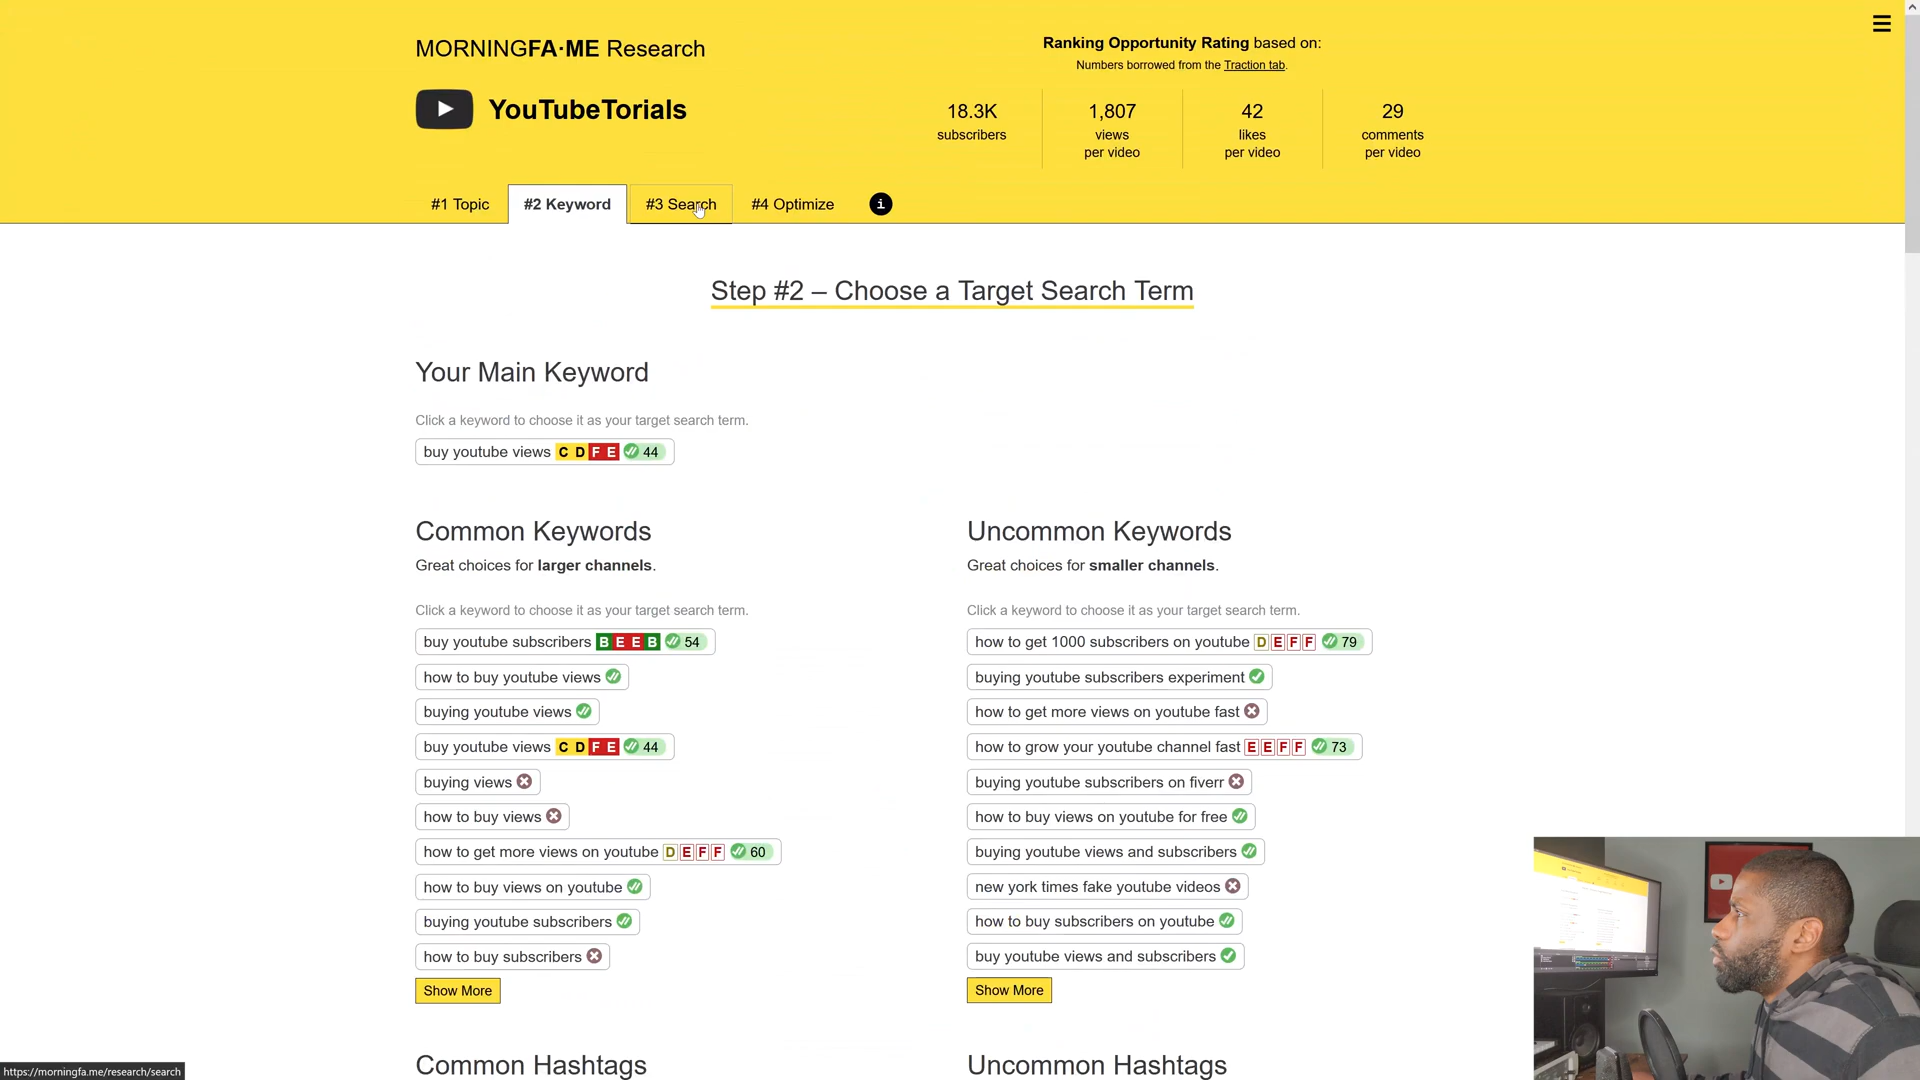 MORNINGFA·ME Research
YouTubeTorials
Ranking Opportunity Rating based on:
Numbers borrowed from the Traction tab.
18.3K
subscribers
1,807
views
per video
42
likes
per video
29
comments
per video
#1 Topic
#2 Keyword
#3 Search
#4 Optimize
i
Step #2 – Choose a Target Search Term
Your Main Keyword
Click a keyword to choose it as your target search term.
buy youtube views C D F E 44
Common Keywords
Great choices for larger channels.
Click a keyword to choose it as your target search term.
buy youtube subscribers B E E B 54
how to buy youtube views
buying youtube views
buy youtube views C D F E 44
buying views
how to buy views
how to get more views on youtube D E F F 60
how to buy views on youtube
buying youtube subscribers
how to buy subscribers
Show More
Common Hashtags
Uncommon Keywords
Great choices for smaller channels.
Click a keyword to choose it as your target search term.
how to get 1000 subscribers on youtube D E F F 79
buying youtube subscribers experiment
how to get more views on youtube fast
how to grow your youtube channel fast E E F F 73
buying youtube subscribers on fiverr
how to buy views on youtube for free
buying youtube views and subscribers
new york times fake youtube videos
how to buy subscribers on youtube
buy youtube views and subscribers
Show More
Uncommon Hashtags
https://morningfa.me/research/search